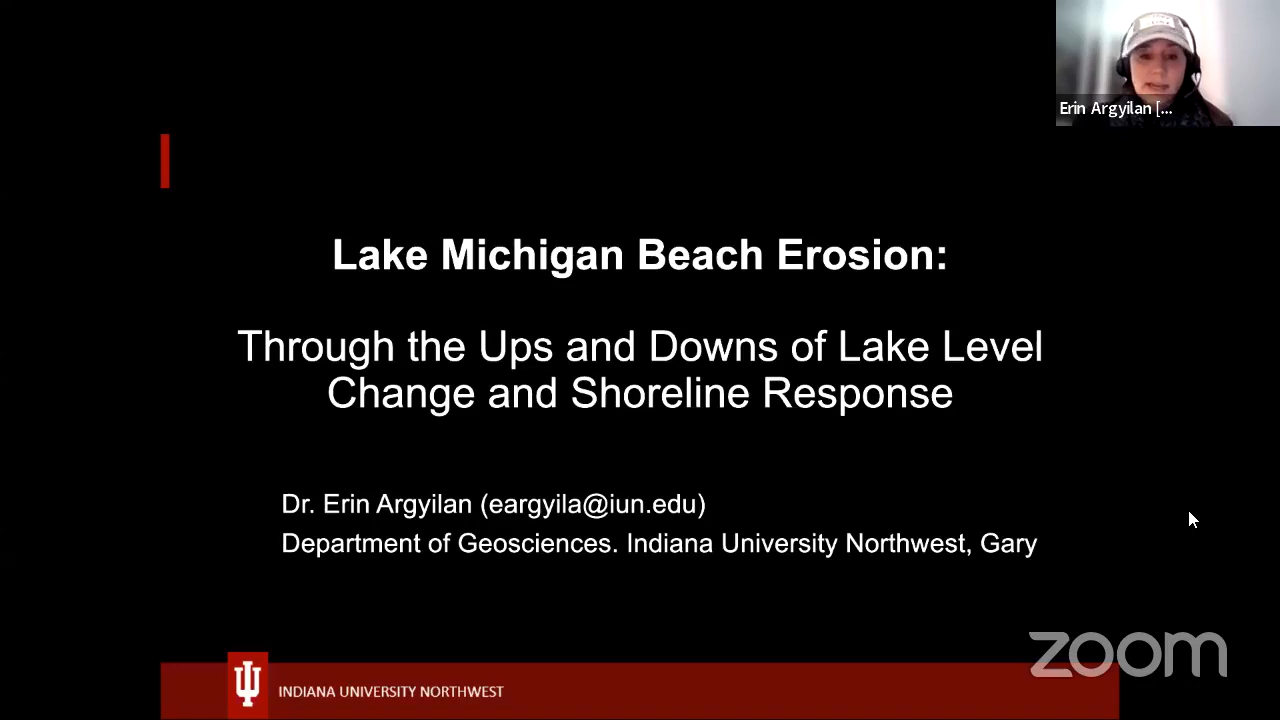 Erin Argyilan [...
Lake Michigan Beach Erosion:
Through the Ups and Downs of Lake Level
Change and Shoreline Response
Dr. Erin Argyilan (eargyila@iun.edu)
Department of Geosciences. Indiana University Northwest, Gary
zoom
INDIANA UNIVERSITY NORTHWEST